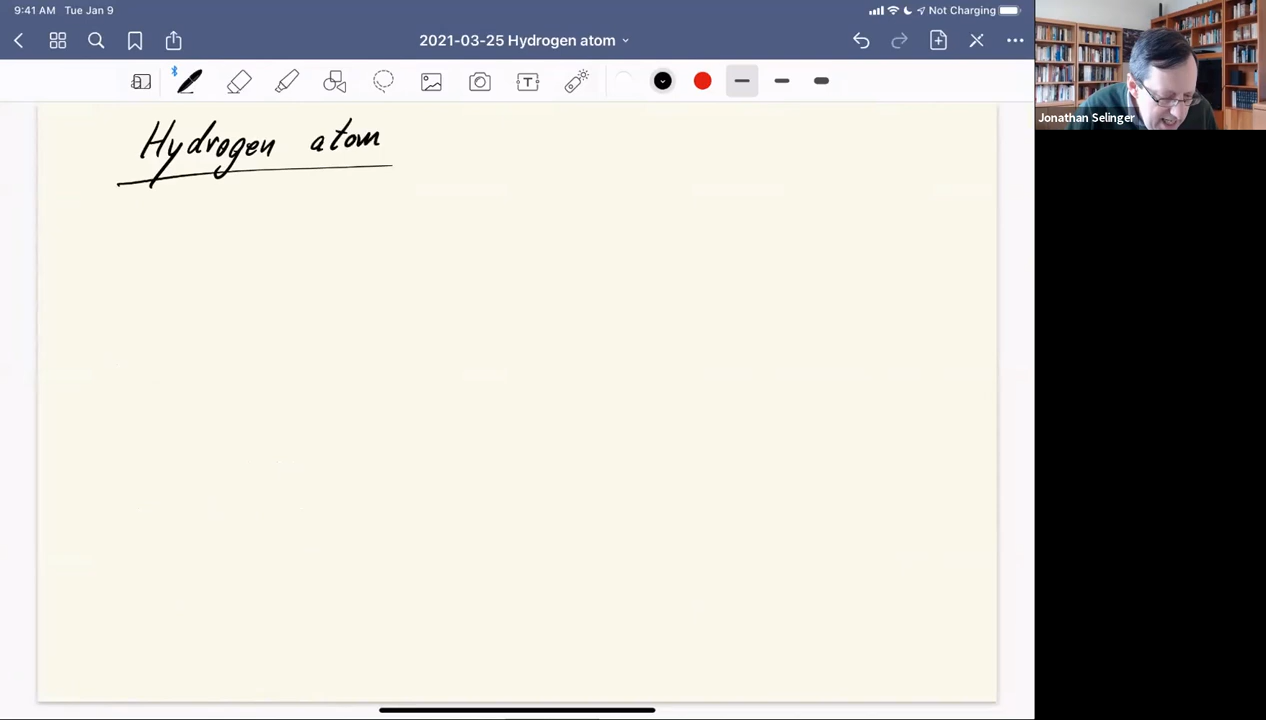 9:41 AM Tue Jan 9
Not Charging
2021-03-25 Hydrogen atom
T
Jonathan Selinger
Hydrogen atom